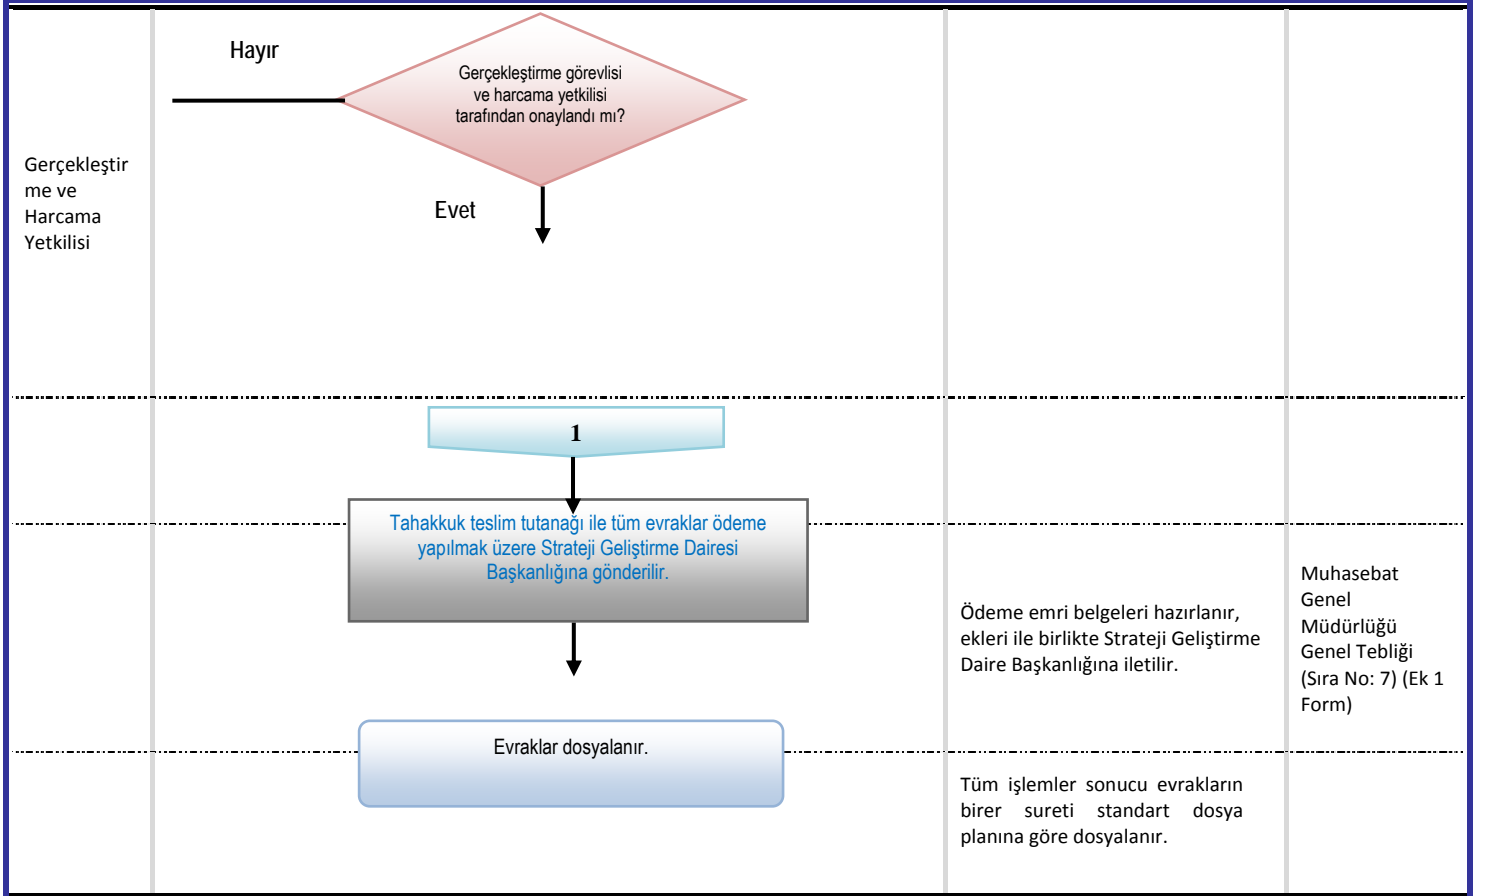 Hayır
Gerçekleştirme görevlisi
ve harcama yetkilisi
tarafından onaylandı mı?
Gerçekleştir
me ve
Harcama
Yetkilisi
Evet
1
Tahakkuk teslim tutanağı ile tüm evraklar ödeme
yapılmak üzere Strateji Geliştirme Dairesi
Başkanlığına gönderilir.
Ödeme emri belgeleri hazırlanır,
ekleri ile birlikte Strateji Geliştirme
Daire Başkanlığına iletilir.
Muhasebat
Genel
Müdürlüğü
Genel Tebliği
(Sıra No: 7) (Ek 1
Form)
Evraklar dosyalanır.
Tüm işlemler sonucu evrakların
birer sureti standart dosya
planına göre dosyalanır.